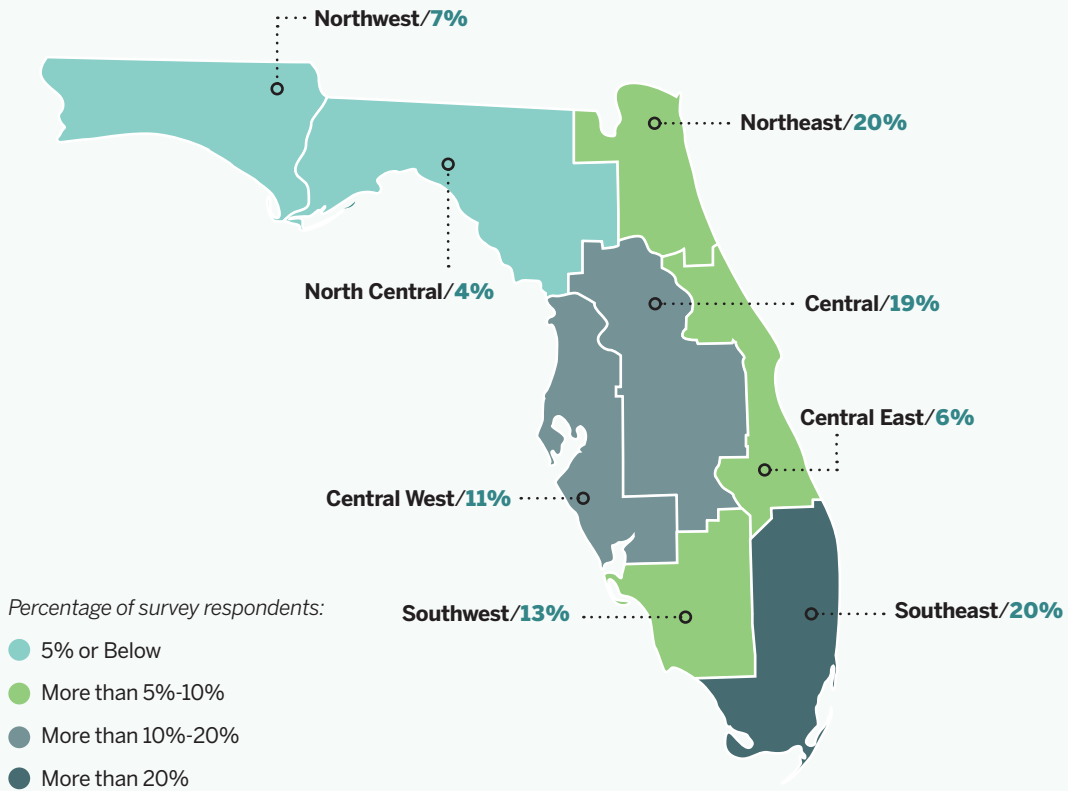 Northwest/7%
Northeast/20%
North Central/4%
Central/19%
Central East/6%
Central West/11%
Percentage of survey respondents:
Southwest/13%
Southeast/20%
5% or Below
More than 5%-10%
More than 10%-20%
More than 20%